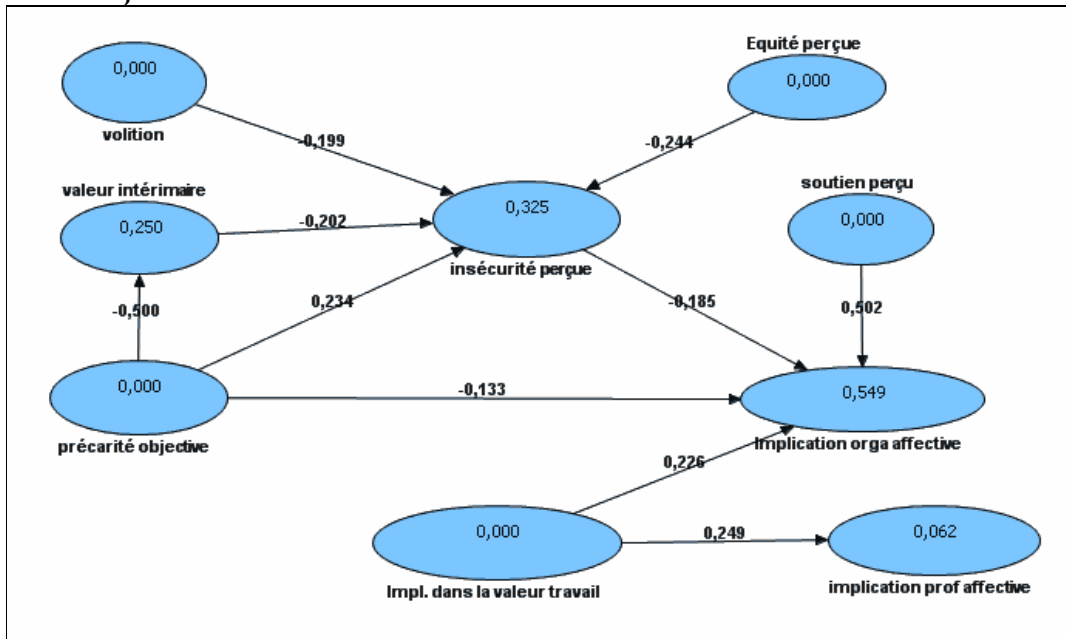 Equité perçue
0,000
0,000
volition
-0,199
-0,244
valeur intérimaire
soutien perçu
0,250
-0,202
0,325
0,000
insécurité perçue
-0,500
0,234
-0,185
0,502
0,000
-0,133
0,549
précarité objective
Implication orga affective
0,226
0,000
0,249
0,062
Impl. dans la valeur travail
implication prof affective